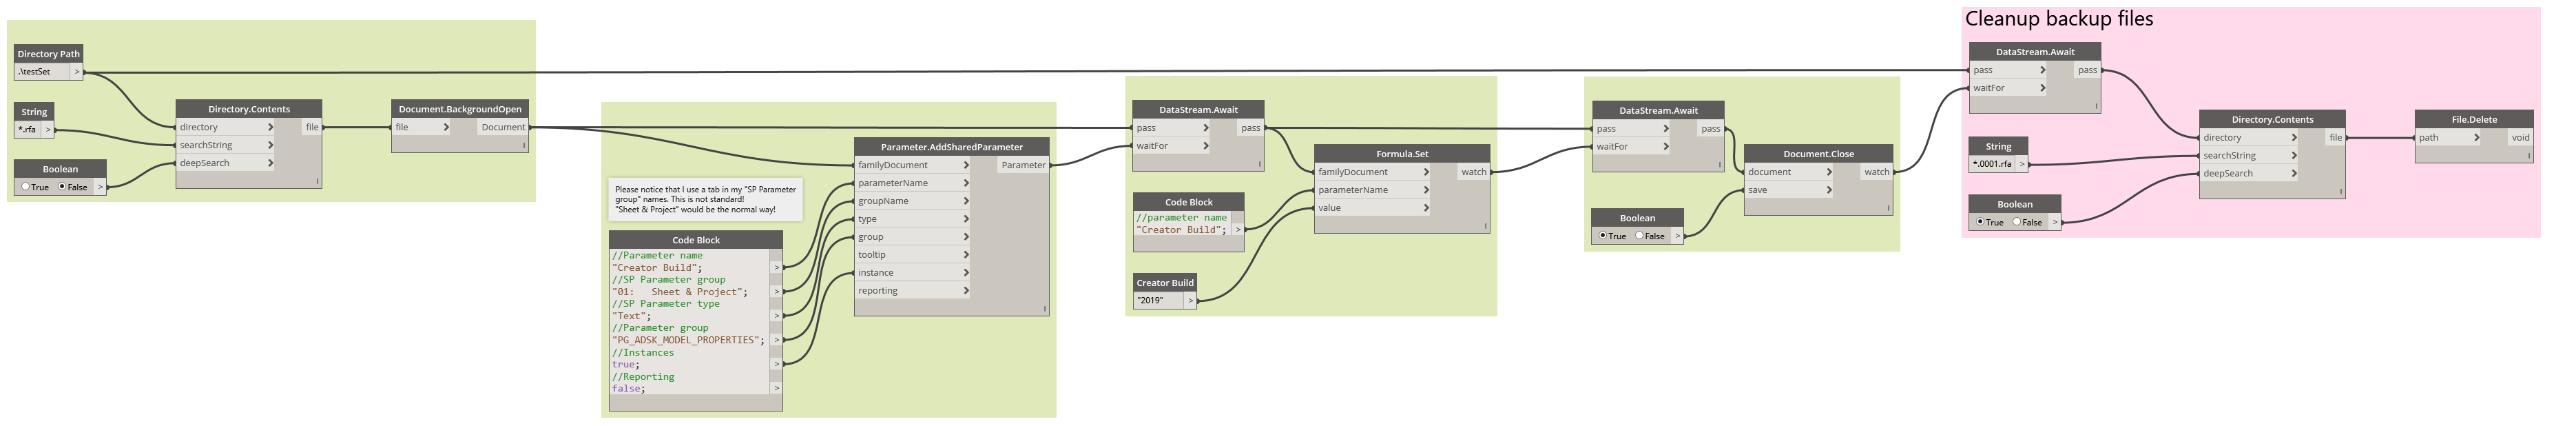 Directory Path
.\testSet >
String
*.rfa >
Boolean
True False >
Directory.Contents
directory > file
searchString >
deepSearch >
l
Document.BackgroundOpen
file > Document
l
Please notice that I use a tab in my "SP Parameter
group" names. This is not standard!
"Sheet & Project" would be the normal way!
Code Block
//Parameter name
"Creator Build"; >
//SP Parameter group
"01:   Sheet & Project"; >
//SP Parameter type
"Text"; >
//Parameter group
"PG_ADSK_MODEL_PROPERTIES"; >
//Instances
true; >
//Reporting
false; >
Parameter.AddSharedParameter
familyDocument > Parameter
parameterName >
groupName >
type >
group >
tooltip >
instance >
reporting >
l
DataStream.Await
pass > pass
waitFor >
l
Code Block
//parameter name
"Creator Build"; >
Creator Build
"2019" >
Formula.Set
familyDocument > watch
parameterName >
value >
l
DataStream.Await
pass > pass
waitFor >
l
Boolean
True False >
Document.Close
document > watch
save >
l
Cleanup backup files
DataStream.Await
pass > pass
waitFor >
l
String
*.0001.rfa >
Boolean
True False >
Directory.Contents
directory > file
searchString >
deepSearch >
l
File.Delete
path > void
l